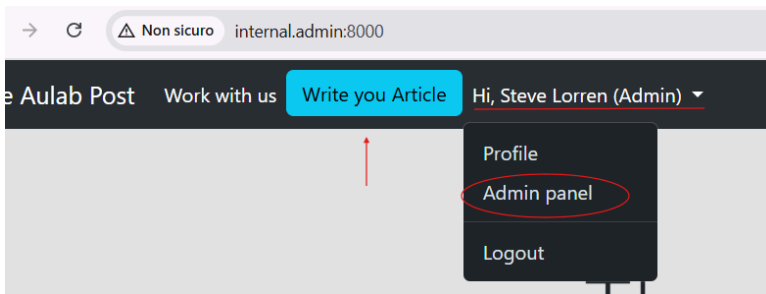 Non sicuro internal.admin:8000
e Aulab Post Work with us Write you Article Hi, Steve Lorren (Admin)
Profile
Admin panel
Logout